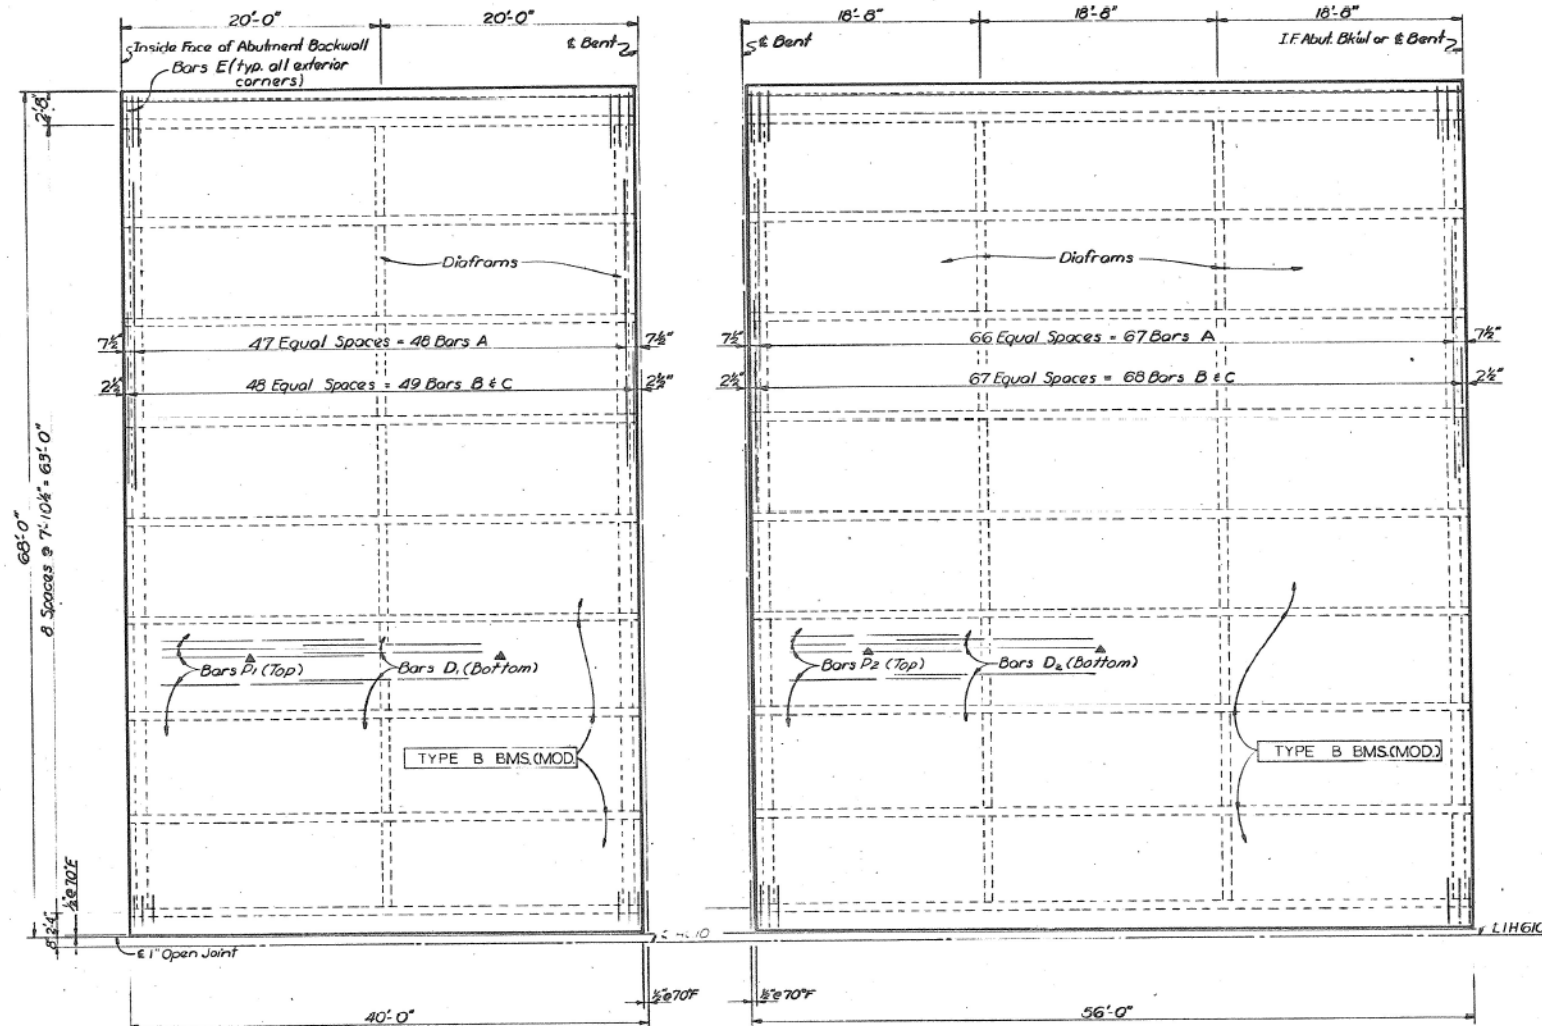 20'-0" 20'-0"
Inside Face of Abutment Backwall
℄ Bent
Bars E (typ. all exterior
corners)
2'-8"
68'-0"
8 Spaces @ 7'-10½" = 63'-0"
Diaframs
7½" 47 Equal Spaces = 48 Bars A 7½"
2½" 48 Equal Spaces = 49 Bars B & C 2½"
Bars P1 (Top) Bars D1 (Bottom)
TYPE B BMS.(MOD.
½"@70°F
2'-4"
℄ 1" Open Joint
½"@70°F
40'-0"
18'-8" 18'-8" 18'-8"
℄ Bent
I.F. Abut. Bkwl or ℄ Bent
Diaframs
7½" 66 Equal Spaces = 67 Bars A 7½"
2½" 67 Equal Spaces = 68 Bars B & C 2½"
Bars P2 (Top) Bars D2 (Bottom)
TYPE B BMS.(MOD.)
½"@70°F
56'-0"